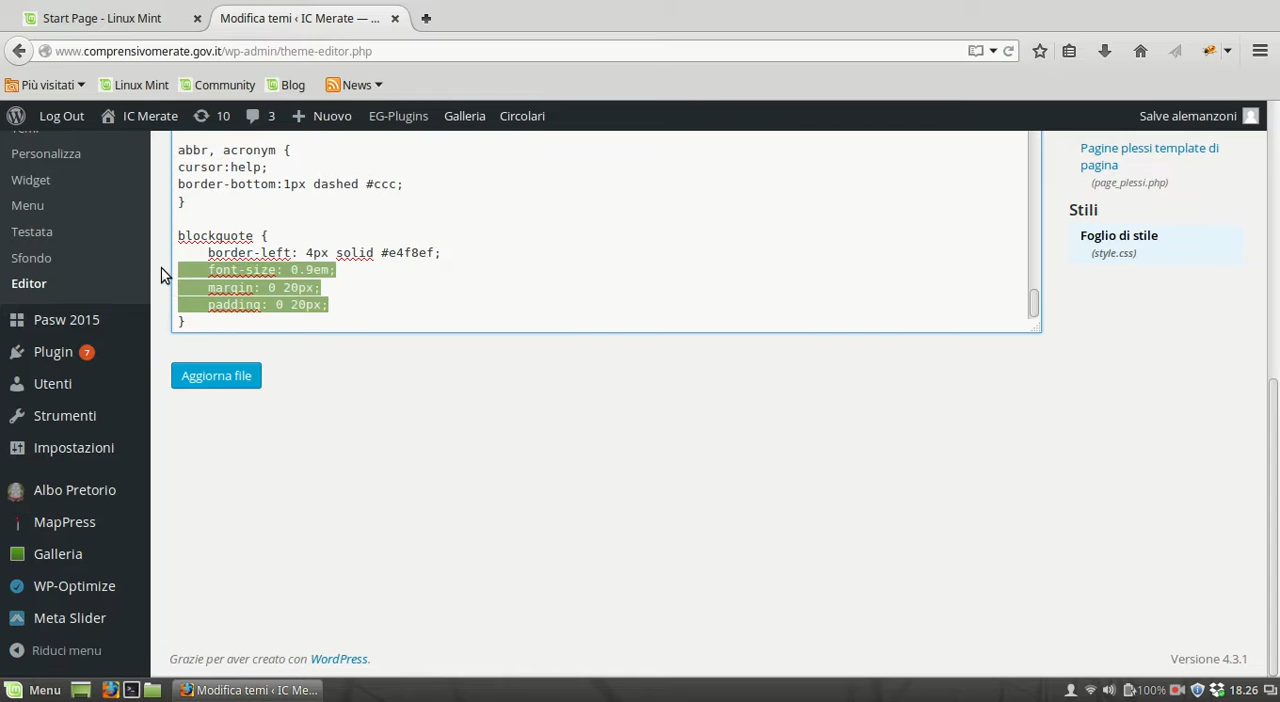 Start Page - Linux Mint
Modifica temi ‹ IC Merate — ...
www.comprensivomerate.gov.it/wp-admin/theme-editor.php
Più visitati
Linux Mint
Community
Blog
News
Log Out
IC Merate
10
3
Nuovo
EG-Plugins
Galleria
Circolari
Salve alemanzoni
Temi
Personalizza
Widget
Menu
Testata
Sfondo
Editor
Pasw 2015
Plugin 7
Utenti
Strumenti
Impostazioni
Albo Pretorio
MapPress
Galleria
WP-Optimize
Meta Slider
Riduci menu
abbr, acronym {
cursor:help;
border-bottom:1px dashed #ccc;
}
blockquote {
border-left: 4px solid #e4f8ef;
font-size: 0.9em;
margin: 0 20px;
padding: 0 20px;
}
Aggiorna file
Pagine plessi template di
pagina
(page_plessi.php)
Stili
Foglio di stile
(style.css)
Grazie per aver creato con WordPress.
Versione 4.3.1
Menu
Modifica temi ‹ IC Me...
100%
18.26